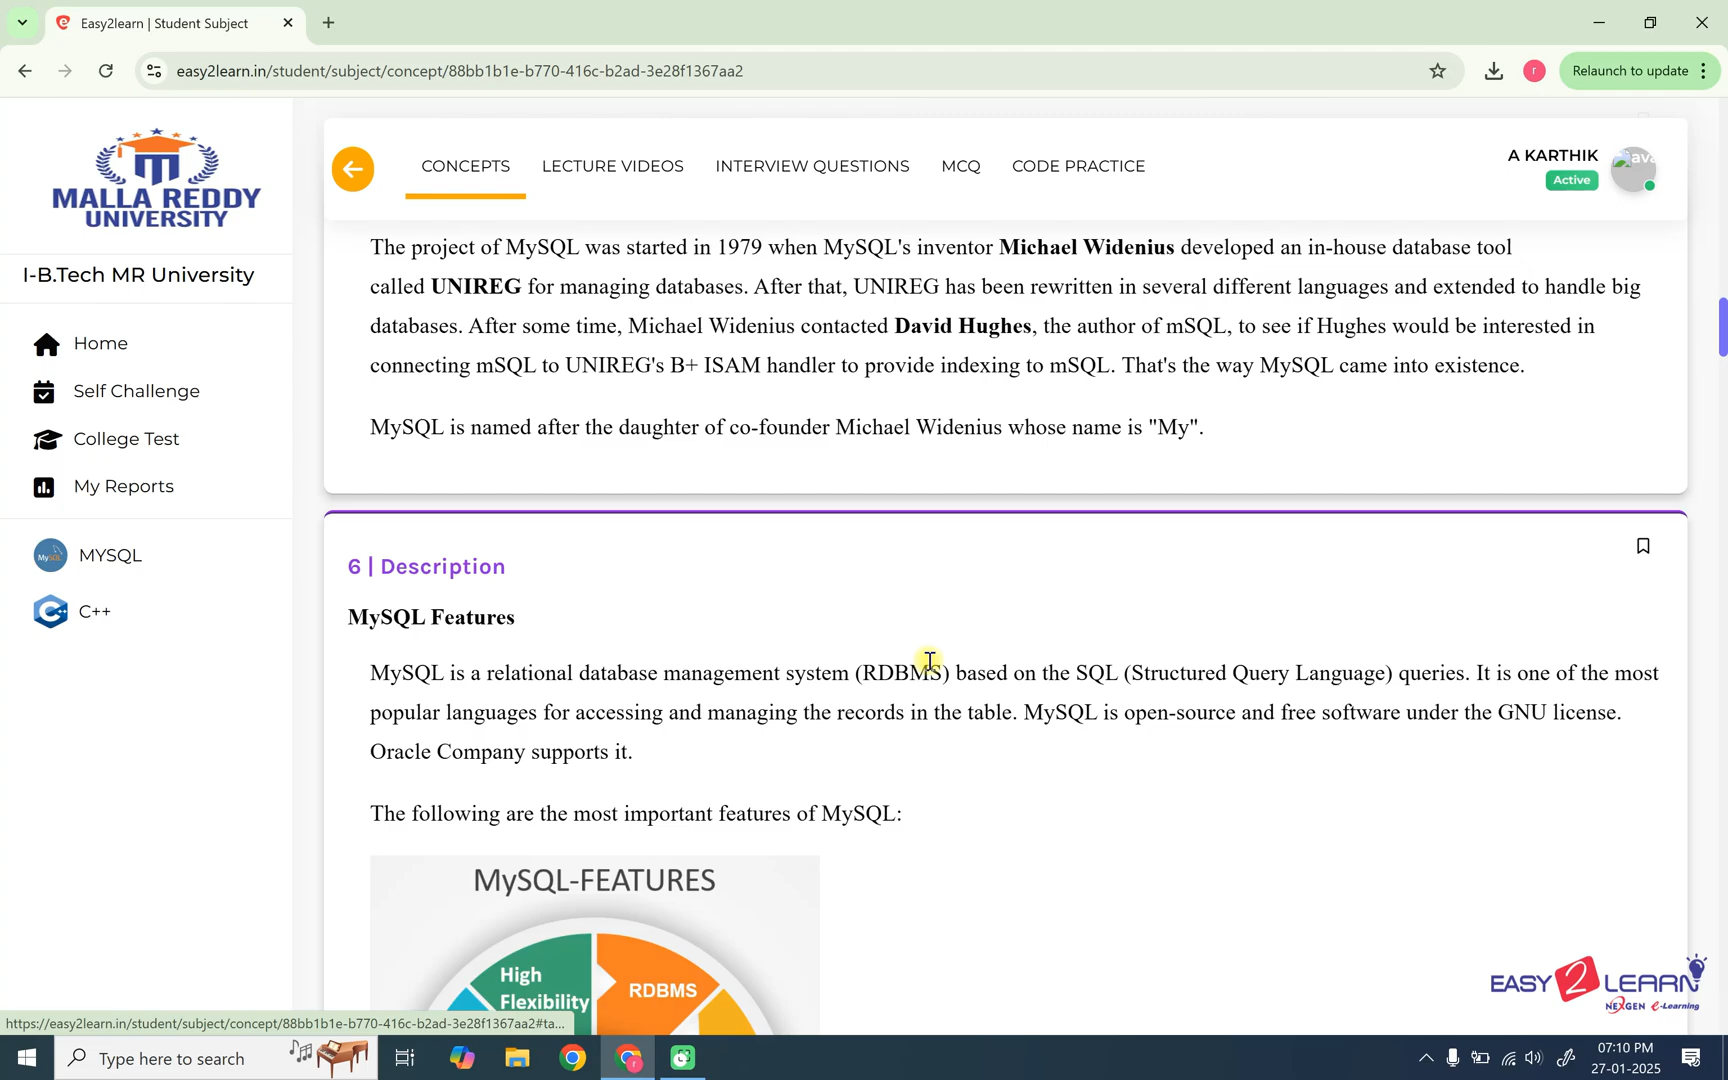 Easy2learn | Student Subject
easy2learn.in/student/subject/concept/88bb1b1e-b770-416c-b2ad-3e28f1367aa2
r
Relaunch to update
MALLA REDDY
UNIVERSITY
I-B.Tech MR University
Home
Self Challenge
College Test
My Reports
MySQL
MYSQL
C++
C++
CONCEPTS
LECTURE VIDEOS
INTERVIEW QUESTIONS
MCQ
CODE PRACTICE
A KARTHIK
Active
ava
The project of MySQL was started in 1979 when MySQL's inventor Michael Widenius developed an in-house database tool
called UNIREG for managing databases. After that, UNIREG has been rewritten in several different languages and extended to handle big
databases. After some time, Michael Widenius contacted David Hughes, the author of mSQL, to see if Hughes would be interested in
connecting mSQL to UNIREG's B+ ISAM handler to provide indexing to mSQL. That's the way MySQL came into existence.
MySQL is named after the daughter of co-founder Michael Widenius whose name is "My".
6 | Description
MySQL Features
MySQL is a relational database management system (RDBMS) based on the SQL (Structured Query Language) queries. It is one of the most
popular languages for accessing and managing the records in the table. MySQL is open-source and free software under the GNU license.
Oracle Company supports it.
The following are the most important features of MySQL:
MySQL-FEATURES
High
Flexibility
RDBMS
EASY 2 LEARN
NEXGEN e-Learning
https://easy2learn.in/student/subject/concept/88bb1b1e-b770-416c-b2ad-3e28f1367aa2#ta...
Type here to search
r
07:10 PM
27-01-2025